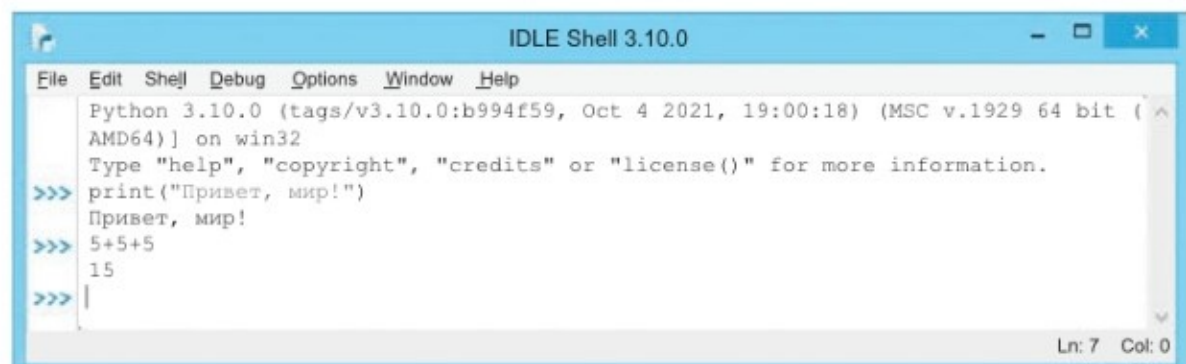 IDLE Shell 3.10.0
File Edit Shell Debug Options Window Help
Python 3.10.0 (tags/v3.10.0:b994f59, Oct 4 2021, 19:00:18) (MSC v.1929 64 bit (
AMD64)] on win32
Type "help", "copyright", "credits" or "license()" for more information.
>>> print("Привет, мир!")
Привет, мир!
>>> 5+5+5
15
>>>
Ln: 7 Col: 0